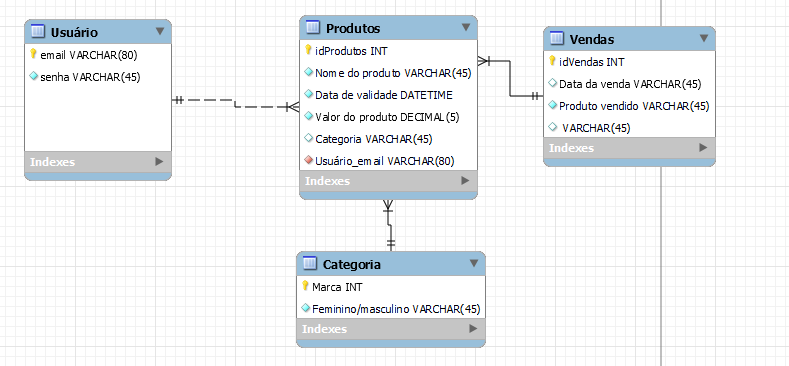 Usuário
email VARCHAR(80)
senha VARCHAR(45)
Indexes
Produtos
idProdutos INT
Nome do produto VARCHAR(45)
Data de validade DATETIME
Valor do produto DECIMAL(5)
Categoria VARCHAR(45)
Usuário_email VARCHAR(80)
Indexes
Vendas
idVendas INT
Data da venda VARCHAR(45)
Produto vendido VARCHAR(45)
VARCHAR(45)
Indexes
Categoria
Marca INT
Feminino/masculino VARCHAR(45)
Indexes